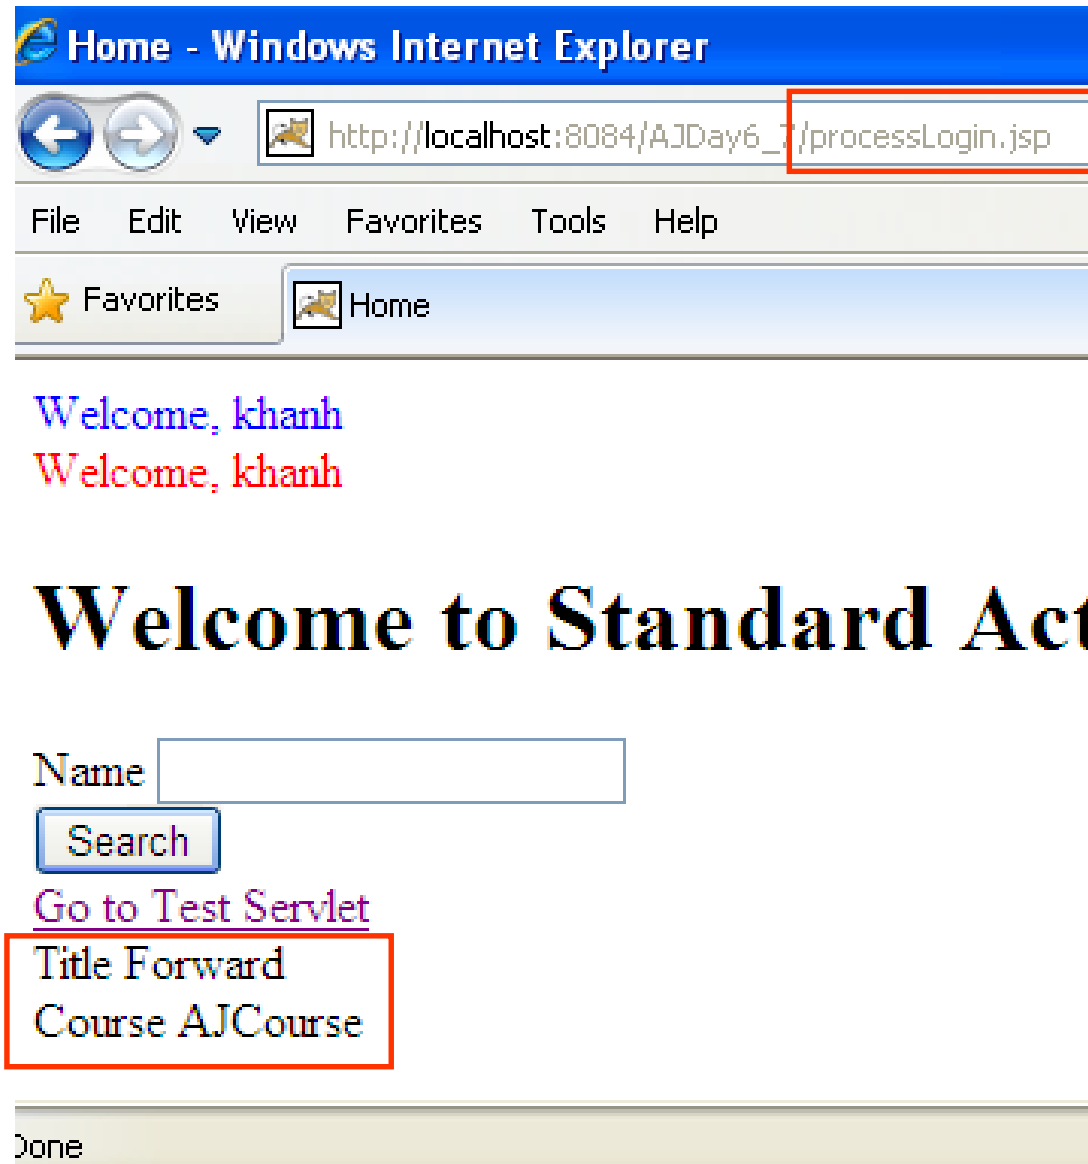 Home - Windows Internet Explorer
http://localhost:8084/AJDay6_7/processLogin.jsp
File Edit View Favorites Tools Help
Favorites Home
Welcome, khanh
Welcome, khanh
Welcome to Standard Act
Name
Search
Go to Test Servlet
Title Forward
Course AJCourse
Done